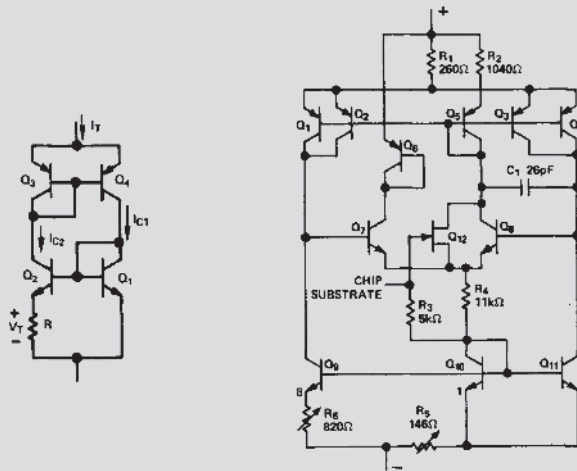 I_T
Q3
Q4
I_C2
I_C1
Q2
Q1
+
V_T
−
R
+
R1
260Ω
R2
1040Ω
Q1
Q2
Q5
Q3
Q6
C1 26pF
Q7
Q12
Q8
CHIP
SUBSTRATE
R3
5kΩ
R4
11kΩ
Q9
Q10
Q11
8
1
R6
820Ω
R5
146Ω
−